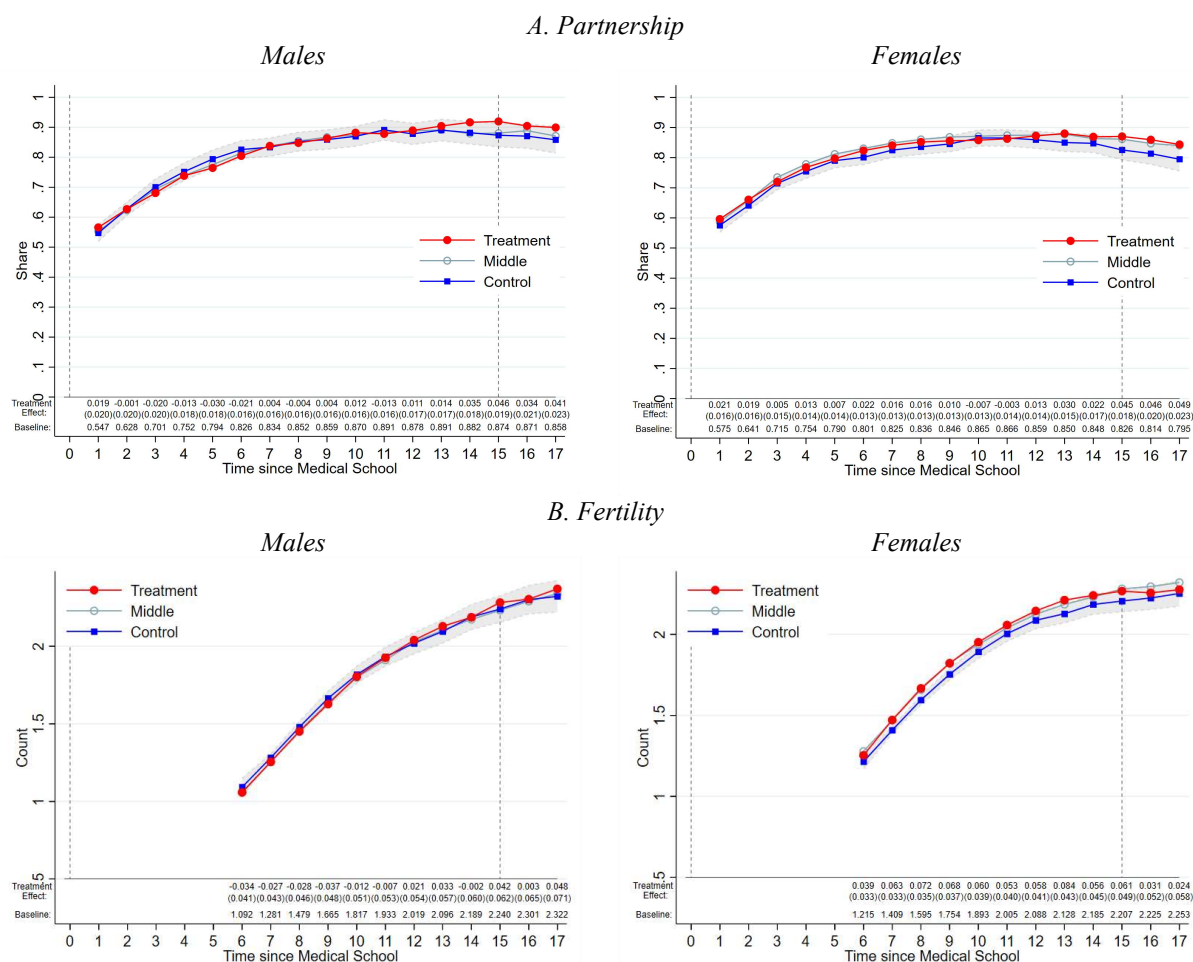 A. Partnership
Males
Females
Share
0 .1 .2 .3 .4 .5 .6 .7 .8 .9 1
Treatment
Middle
Control
Treatment Effect: 0.019 -0.001 -0.020 -0.013 -0.030 -0.021 0.004 -0.004 0.004 0.012 -0.013 0.011 0.014 0.035 0.046 0.034 0.041
(0.020) (0.020) (0.020) (0.018) (0.018) (0.016) (0.016) (0.016) (0.016) (0.016) (0.016) (0.017) (0.017) (0.018) (0.019) (0.021) (0.023)
Baseline: 0.547 0.628 0.701 0.752 0.794 0.826 0.834 0.852 0.859 0.870 0.891 0.878 0.891 0.882 0.874 0.871 0.858
0 1 2 3 4 5 6 7 8 9 10 11 12 13 14 15 16 17
Time since Medical School
Share
0 .1 .2 .3 .4 .5 .6 .7 .8 .9 1
Treatment
Middle
Control
Treatment Effect: 0.021 0.019 0.005 0.013 0.007 0.022 0.016 0.016 0.010 -0.007 -0.003 0.013 0.030 0.022 0.045 0.046 0.049
(0.016) (0.016) (0.015) (0.014) (0.014) (0.013) (0.013) (0.013) (0.013) (0.013) (0.014) (0.014) (0.015) (0.017) (0.018) (0.020) (0.023)
Baseline: 0.575 0.641 0.715 0.754 0.790 0.801 0.825 0.836 0.846 0.865 0.866 0.859 0.850 0.848 0.826 0.814 0.795
0 1 2 3 4 5 6 7 8 9 10 11 12 13 14 15 16 17
Time since Medical School
B. Fertility
Males
Females
Count
.5 1 1.5 2
Treatment
Middle
Control
Treatment Effect: -0.034 -0.027 -0.028 -0.037 -0.012 -0.007 0.021 0.033 -0.002 0.042 0.003 0.048
(0.041) (0.043) (0.046) (0.048) (0.051) (0.053) (0.054) (0.057) (0.060) (0.062) (0.065) (0.071)
Baseline: 1.092 1.281 1.479 1.665 1.817 1.933 2.019 2.096 2.189 2.240 2.301 2.322
0 1 2 3 4 5 6 7 8 9 10 11 12 13 14 15 16 17
Time since Medical School
Count
.5 1 1.5 2
Treatment
Middle
Control
Treatment Effect: 0.039 0.063 0.072 0.068 0.060 0.053 0.058 0.084 0.056 0.061 0.031 0.024
(0.033) (0.033) (0.035) (0.037) (0.039) (0.040) (0.041) (0.043) (0.045) (0.049) (0.052) (0.058)
Baseline: 1.215 1.409 1.595 1.754 1.893 2.005 2.088 2.128 2.185 2.207 2.225 2.253
0 1 2 3 4 5 6 7 8 9 10 11 12 13 14 15 16 17
Time since Medical School